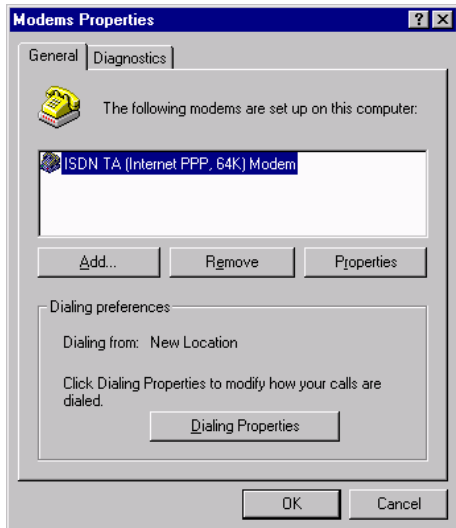 Modems Properties
General Diagnostics
The following modems are set up on this computer:
ISDN TA (Internet PPP, 64K) Modem
Add... Remove Properties
Dialing preferences
Dialing from: New Location
Click Dialing Properties to modify how your calls are
dialed.
Dialing Properties
OK Cancel